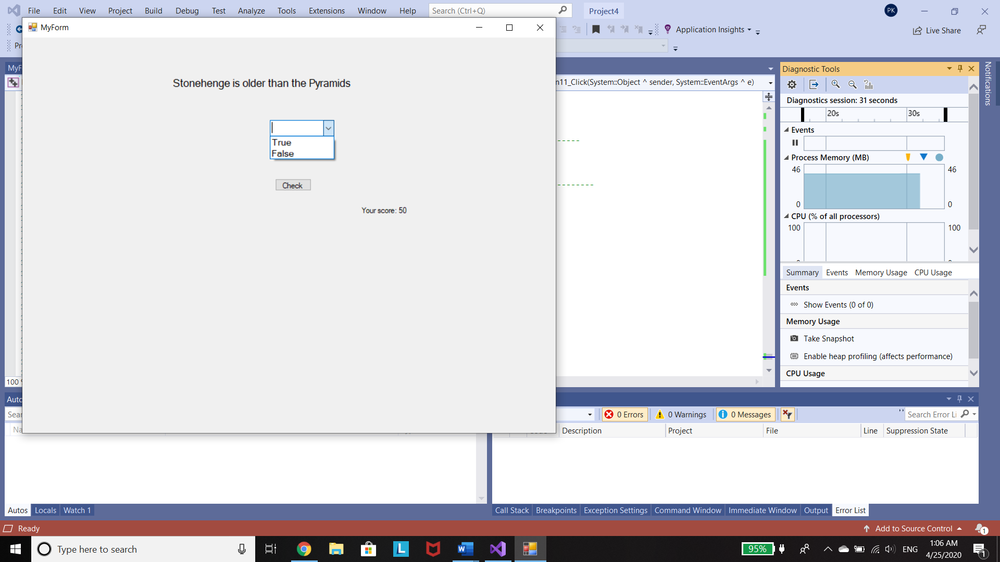 File Edit View Project Build Debug Test Analyze Tools Extensions Window Help Search (Ctrl+Q) Project4 PK
MyForm
Application Insights Live Share
Pr
MyF
Diagnostic Tools
Notifications
Stonehenge is older than the Pyramids
n11_Click(System::Object ^ sender, System::EventArgs ^ e)
Diagnostics session: 31 seconds
20s 30s
Events
True
False
Process Memory (MB)
46 46
0 0
Check
Your score: 50
CPU (% of all processors)
100 100
Summary Events Memory Usage CPU Usage
Events
Show Events (0 of 0)
Memory Usage
Take Snapshot
Enable heap profiling (affects performance)
CPU Usage
100
Auto
Sear
0 Errors 0 Warnings 0 Messages Search Error Li
Na
Description Project File Line Suppression State
Autos Locals Watch 1
Call Stack Breakpoints Exception Settings Command Window Immediate Window Output Error List
Ready
Add to Source Control 1
Type here to search
L
W
95%
ENG
1:06 AM
4/25/2020
1